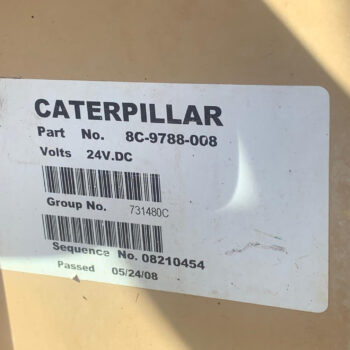 CATERPILLAR
Part No. 8C-9788-008
Volts 24V.DC
Group No. 731480C
Sequence No. 08210454
Passed 05/24/08